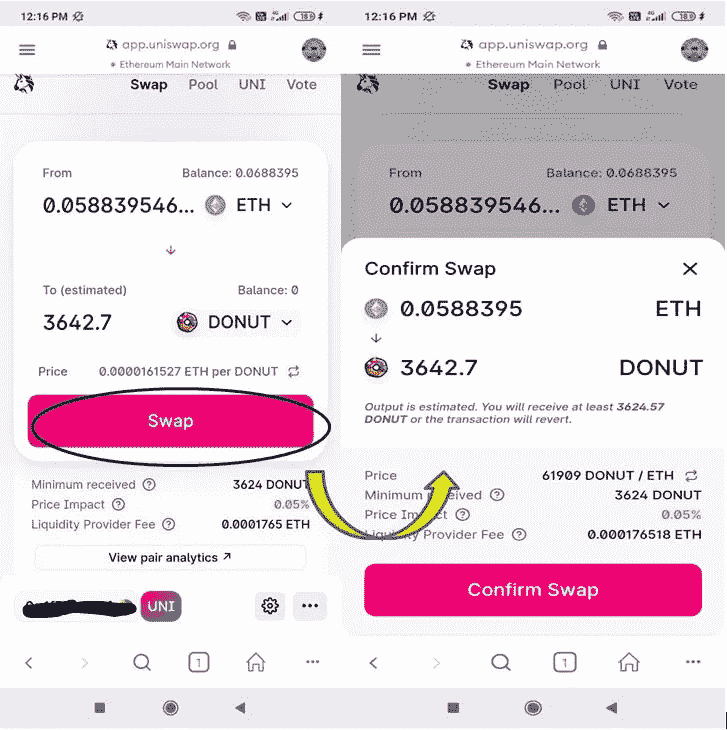 12:16 PM
app.uniswap.org
Ethereum Main Network
Swap Pool UNI Vote
From Balance: 0.0688395
0.058839546... ETH
To (estimated) Balance: 0
3642.7 DONUT
Price 0.0000161527 ETH per DONUT
Swap
Minimum received ? 3624 DONUT
Price Impact ? 0.05%
Liquidity Provider Fee ? 0.0001765 ETH
View pair analytics ↗
UNI
1
12:16 PM
app.uniswap.org
Ethereum Main Network
Swap Pool UNI Vote
From Balance: 0.0688395
0.058839546... ETH
Confirm Swap
0.0588395 ETH
3642.7 DONUT
Output is estimated. You will receive at least 3624.57
DONUT or the transaction will revert.
Price 61909 DONUT / ETH
Minimum received ? 3624 DONUT
Price Impact ? 0.05%
Liquidity Provider Fee ? 0.000176518 ETH
Confirm Swap
1